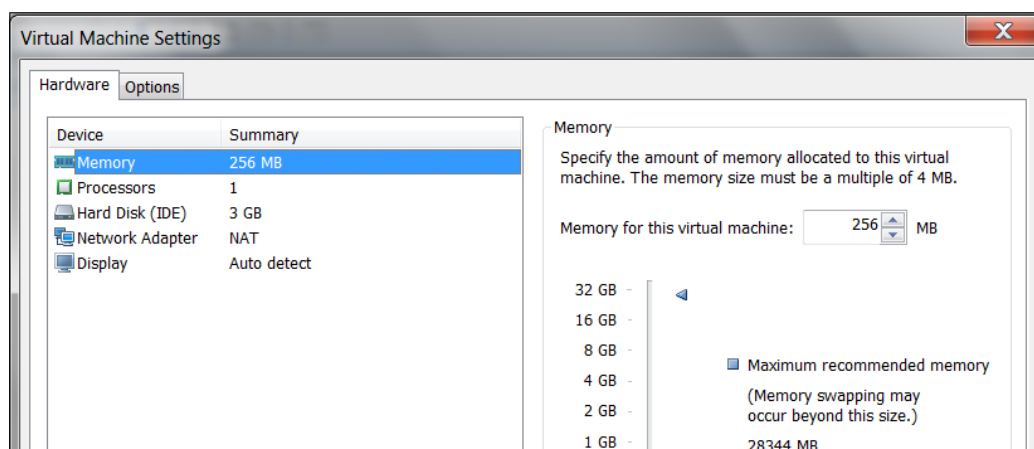 Virtual Machine Settings
Hardware Options
Device Summary
Memory 256 MB
Processors 1
Hard Disk (IDE) 3 GB
Network Adapter NAT
Display Auto detect
Memory
Specify the amount of memory allocated to this virtual
machine. The memory size must be a multiple of 4 MB.
Memory for this virtual machine: 256 MB
32 GB
16 GB
8 GB
4 GB
2 GB
1 GB
Maximum recommended memory
(Memory swapping may
occur beyond this size.)
28344 MB